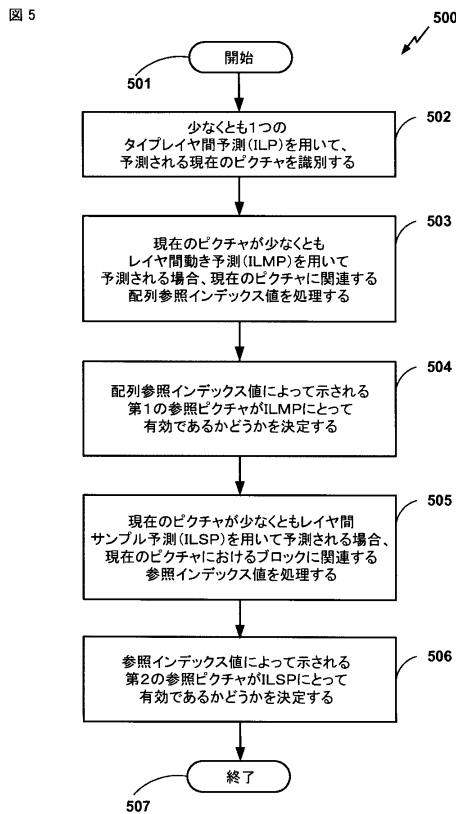 図 5
500
開始
501
少なくとも1つの
タイプレイヤ間予測(ILP)を用いて、
予測される現在のピクチャを識別する
502
現在のピクチャが少なくとも
レイヤ間動き予測(ILMP)を用いて
予測される場合、現在のピクチャに関連する
配列参照インデックス値を処理する
503
配列参照インデックス値によって示される
第1の参照ピクチャがILMPにとって
有効であるかどうかを決定する
504
現在のピクチャが少なくともレイヤ間
サンプル予測(ILSP)を用いて予測される場合、
現在のピクチャにおけるブロックに関連する
参照インデックス値を処理する
505
参照インデックス値によって示される
第2の参照ピクチャがILSPにとって
有効であるかどうかを決定する
506
終了
507